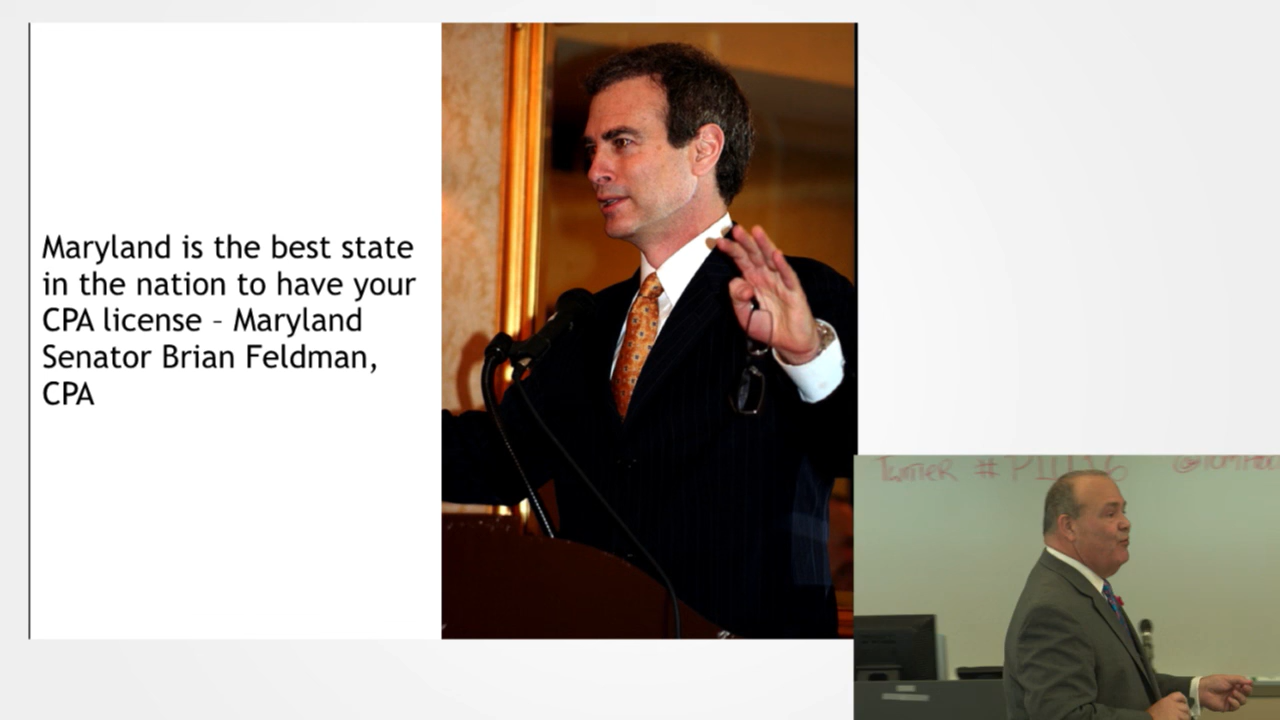 Maryland is the best state
in the nation to have your
CPA license – Maryland
Senator Brian Feldman,
CPA
Twitter #